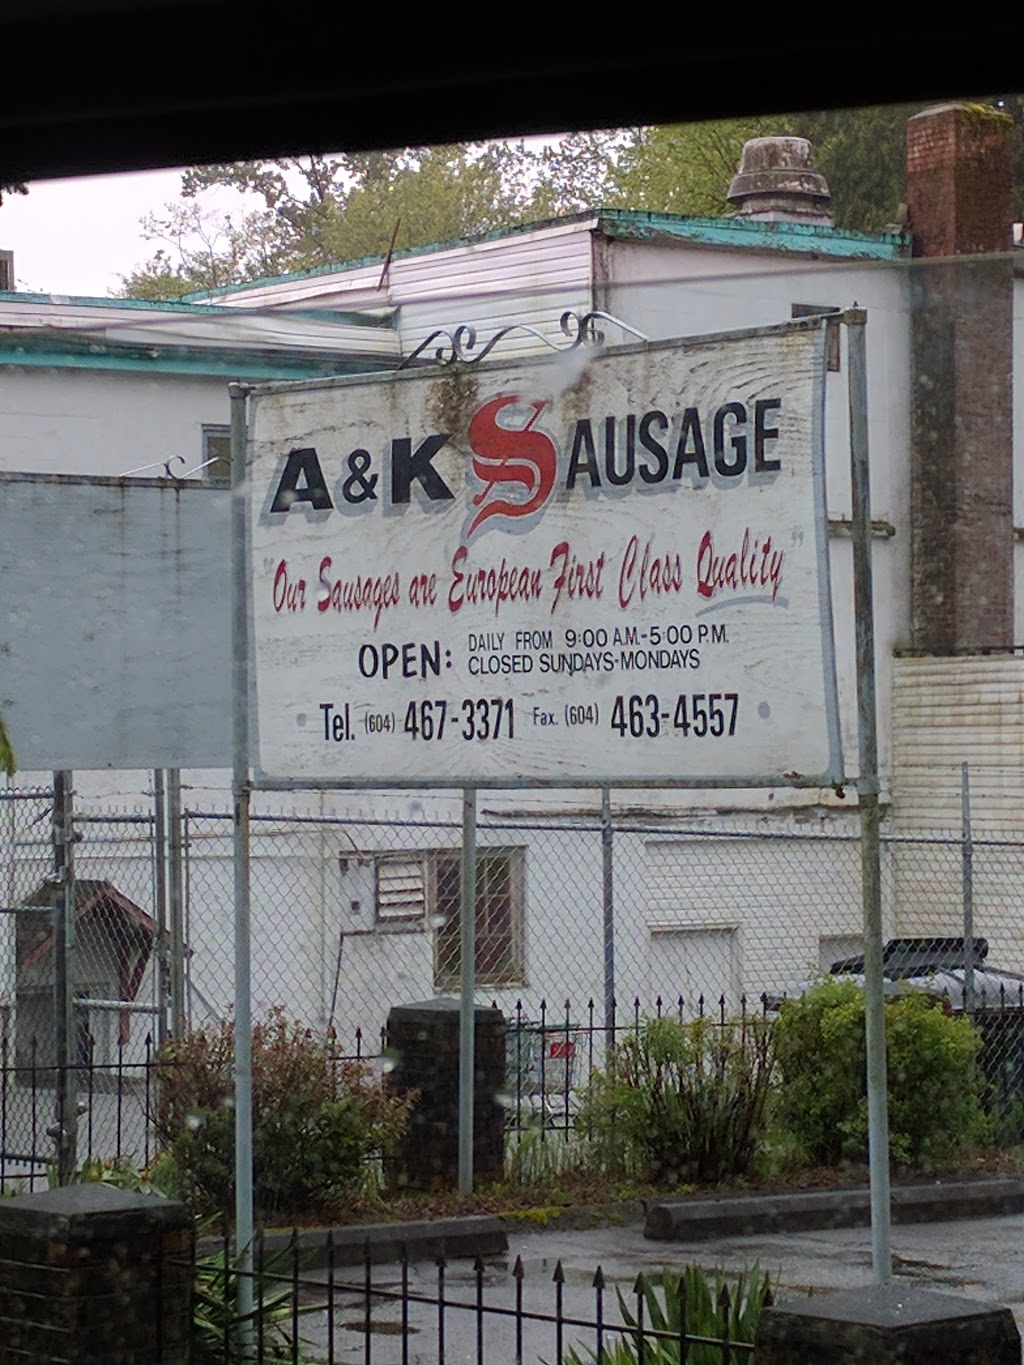 A & K SAUSAGE
"Our Sausages are European First Class Quality"
OPEN: DAILY FROM 9:00 A.M.-5:00 P.M.
CLOSED SUNDAYS-MONDAYS
Tel. (604) 467-3371 Fax. (604) 463-4557